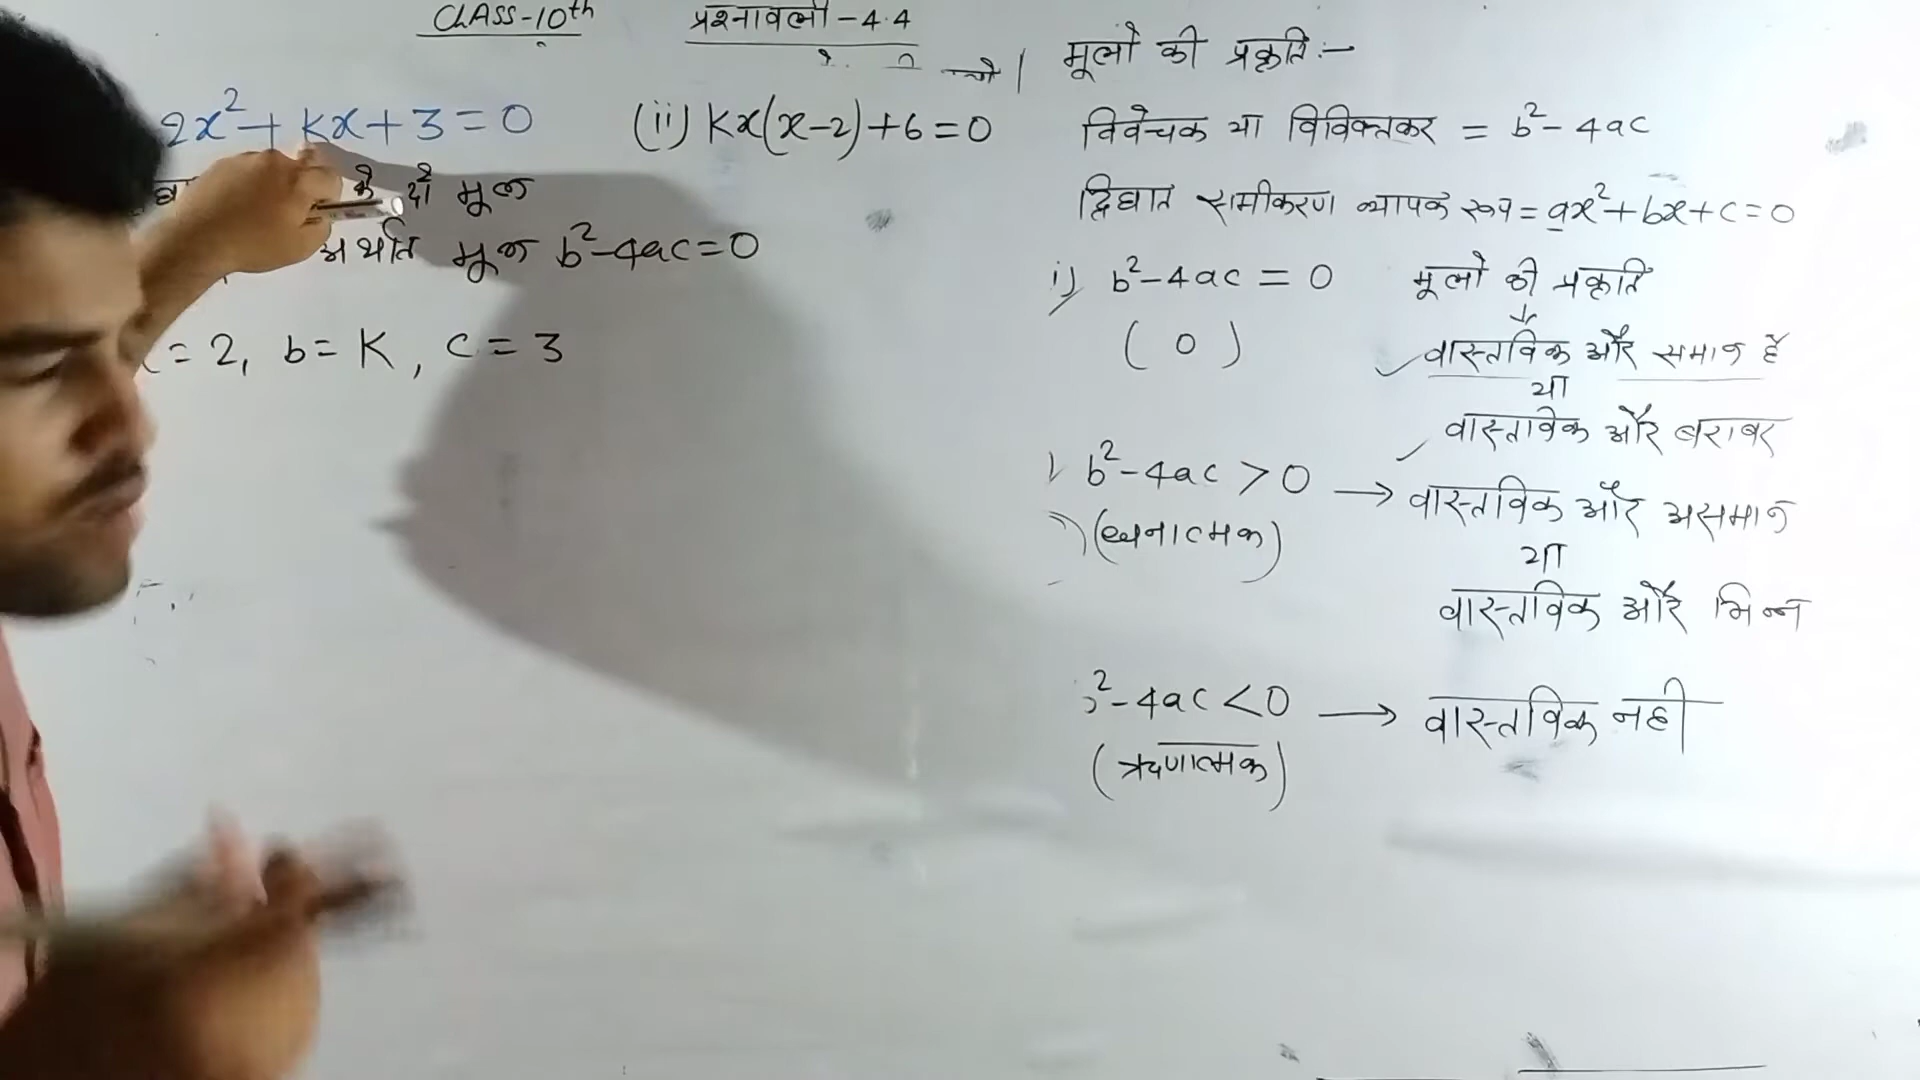 CLASS-10th
प्रश्नावली-4.4
2x²+kx+3=0
(ii) Kx(x-2)+6=0
के दो मूल
अर्थात मूल b²-4ac=0
=2, b=K, c=3
मूलों की प्रकृति:-
विवेचक या विविक्तकर = b²-4ac
द्विघात समीकरण व्यापक रूप = ax²+bx+c=0
i) b²-4ac = 0 मूलों की प्रकृति
↓
(0) वास्तविक और समान है
या
वास्तविक और बराबर
b²-4ac > 0 → वास्तविक और असमान
(धनात्मक) या
वास्तविक और भिन्न
²-4ac <0 → वास्तविक नही
(ऋणात्मक)